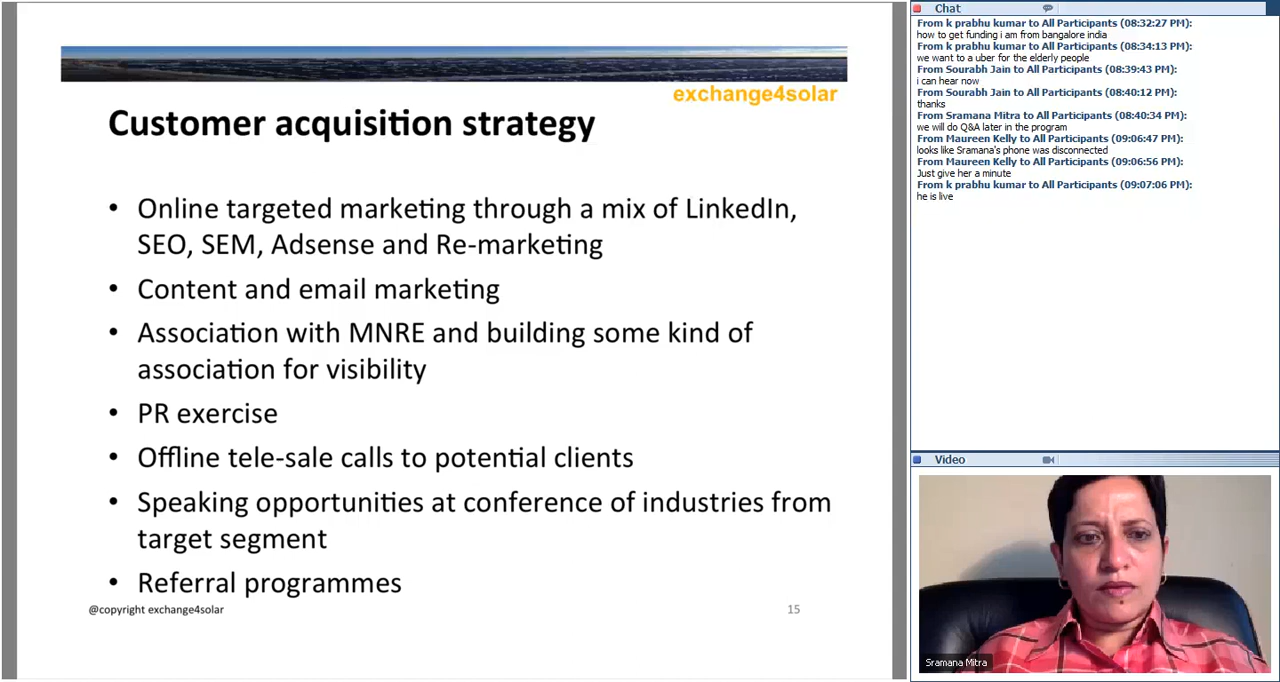 exchange4solar
Customer acquisition strategy
• Online targeted marketing through a mix of LinkedIn,
SEO, SEM, Adsense and Re-marketing
• Content and email marketing
• Association with MNRE and building some kind of
association for visibility
• PR exercise
• Offline tele-sale calls to potential clients
• Speaking opportunities at conference of industries from
target segment
• Referral programmes
@copyright exchange4solar
15
Chat
From k prabhu kumar to All Participants (08:32:27 PM):
how to get funding i am from bangalore india
From k prabhu kumar to All Participants (08:34:13 PM):
we want to a uber for the elderly people
From Sourabh Jain to All Participants (08:39:43 PM):
i can hear now
From Sourabh Jain to All Participants (08:40:12 PM):
thanks
From Sramana Mitra to All Participants (08:40:34 PM):
we will do Q&A later in the program
From Maureen Kelly to All Participants (09:06:47 PM):
looks like Sramana's phone was disconnected
From Maureen Kelly to All Participants (09:06:56 PM):
Just give her a minute
From k prabhu kumar to All Participants (09:07:06 PM):
he is live
Video
Sramana Mitra